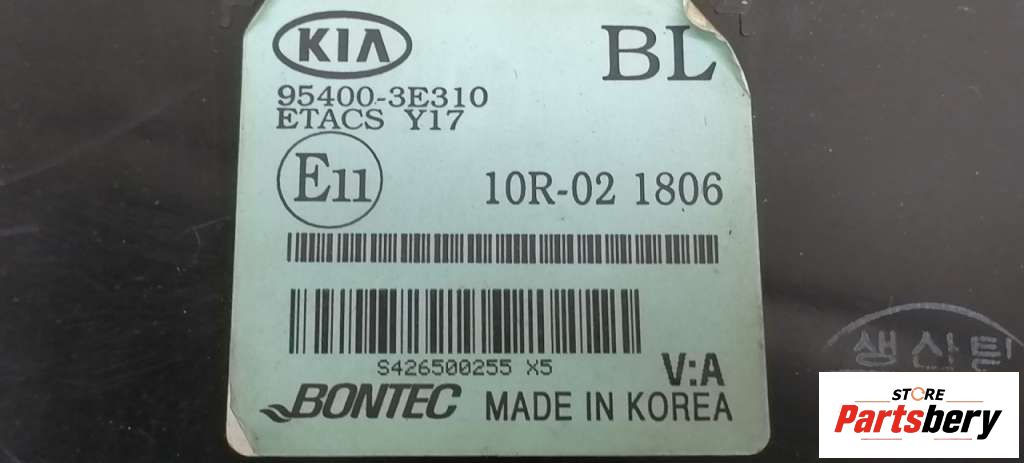 KIA
BL
95400-3E310
ETACS Y17
E11
10R-02 1806
S426500255 X5
V:A
BONTEC MADE IN KOREA
생산팀
STORE
Partsbery